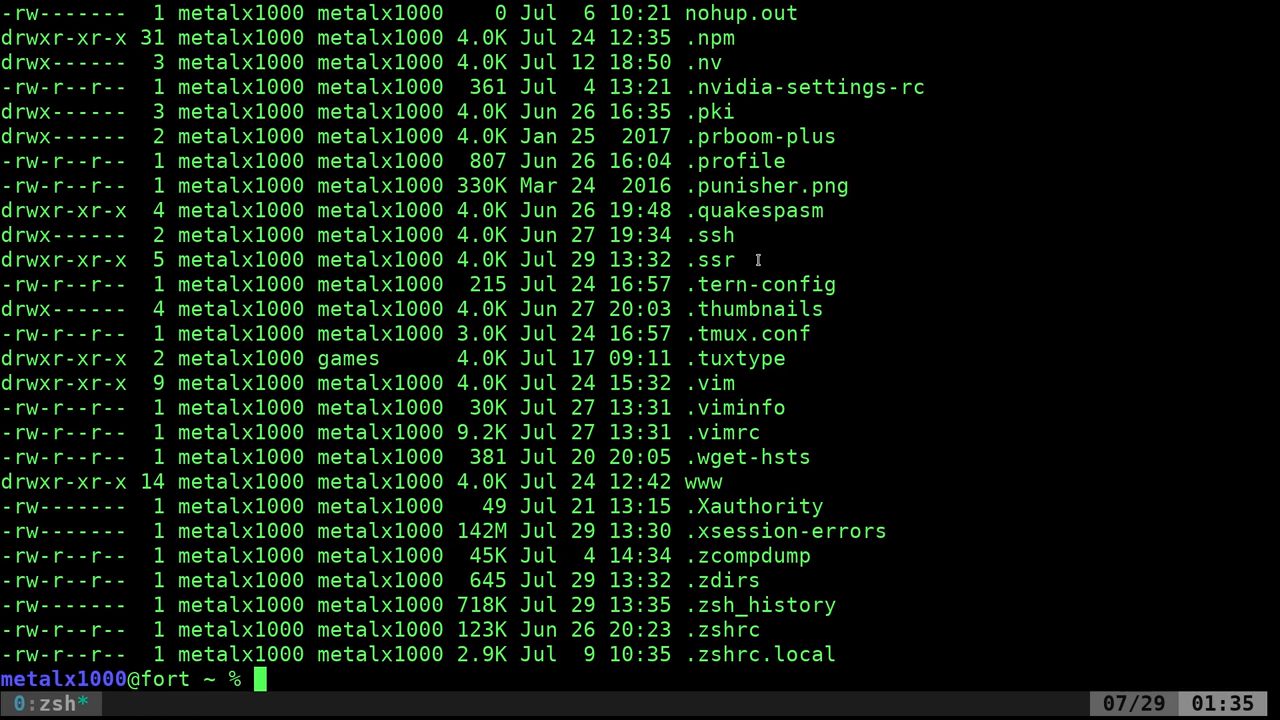 -rw------- 1 metalx1000 metalx1000 0 Jul 6 10:21 nohup.out
drwxr-xr-x 31 metalx1000 metalx1000 4.0K Jul 24 12:35 .npm
drwx------ 3 metalx1000 metalx1000 4.0K Jul 12 18:50 .nv
-rw-r--r-- 1 metalx1000 metalx1000 361 Jul 4 13:21 .nvidia-settings-rc
drwx------ 3 metalx1000 metalx1000 4.0K Jun 26 16:35 .pki
drwx------ 2 metalx1000 metalx1000 4.0K Jan 25 2017 .prboom-plus
-rw-r--r-- 1 metalx1000 metalx1000 807 Jun 26 16:04 .profile
-rw-r--r-- 1 metalx1000 metalx1000 330K Mar 24 2016 .punisher.png
drwxr-xr-x 4 metalx1000 metalx1000 4.0K Jun 26 19:48 .quakespasm
drwx------ 2 metalx1000 metalx1000 4.0K Jun 27 19:34 .ssh
drwxr-xr-x 5 metalx1000 metalx1000 4.0K Jul 29 13:32 .ssr
-rw-r--r-- 1 metalx1000 metalx1000 215 Jul 24 16:57 .tern-config
drwx------ 4 metalx1000 metalx1000 4.0K Jun 27 20:03 .thumbnails
-rw-r--r-- 1 metalx1000 metalx1000 3.0K Jul 24 16:57 .tmux.conf
drwxr-xr-x 2 metalx1000 games 4.0K Jul 17 09:11 .tuxtype
drwxr-xr-x 9 metalx1000 metalx1000 4.0K Jul 24 15:32 .vim
-rw-r--r-- 1 metalx1000 metalx1000 30K Jul 27 13:31 .viminfo
-rw-r--r-- 1 metalx1000 metalx1000 9.2K Jul 27 13:31 .vimrc
-rw-r--r-- 1 metalx1000 metalx1000 381 Jul 20 20:05 .wget-hsts
drwxr-xr-x 14 metalx1000 metalx1000 4.0K Jul 24 12:42 www
-rw------- 1 metalx1000 metalx1000 49 Jul 21 13:15 .Xauthority
-rw------- 1 metalx1000 metalx1000 142M Jul 29 13:30 .xsession-errors
-rw-r--r-- 1 metalx1000 metalx1000 45K Jul 4 14:34 .zcompdump
-rw-r--r-- 1 metalx1000 metalx1000 645 Jul 29 13:32 .zdirs
-rw------- 1 metalx1000 metalx1000 718K Jul 29 13:35 .zsh_history
-rw-r--r-- 1 metalx1000 metalx1000 123K Jun 26 20:23 .zshrc
-rw-r--r-- 1 metalx1000 metalx1000 2.9K Jul 9 10:35 .zshrc.local
metalx1000@fort ~ %
0:zsh* 07/29 01:35